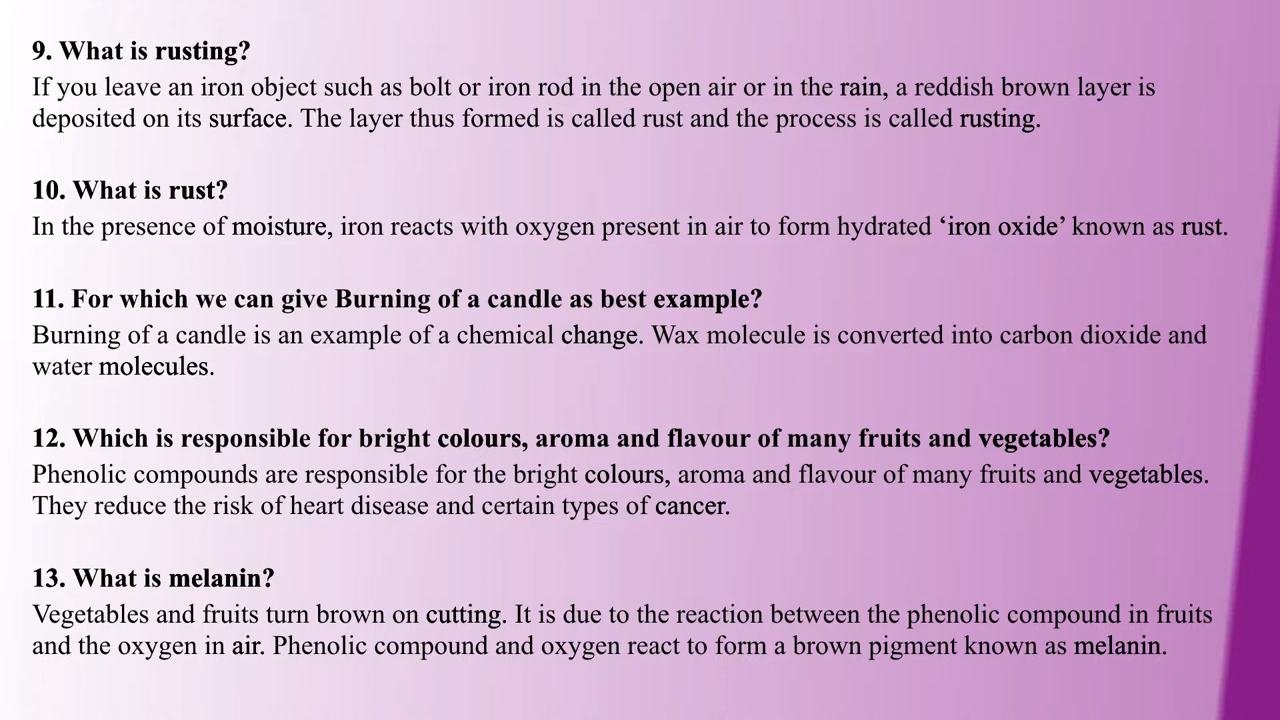 9. What is rusting?
If you leave an iron object such as bolt or iron rod in the open air or in the rain, a reddish brown layer is
deposited on its surface. The layer thus formed is called rust and the process is called rusting.
10. What is rust?
In the presence of moisture, iron reacts with oxygen present in air to form hydrated ‘iron oxide’ known as rust.
11. For which we can give Burning of a candle as best example?
Burning of a candle is an example of a chemical change. Wax molecule is converted into carbon dioxide and
water molecules.
12. Which is responsible for bright colours, aroma and flavour of many fruits and vegetables?
Phenolic compounds are responsible for the bright colours, aroma and flavour of many fruits and vegetables.
They reduce the risk of heart disease and certain types of cancer.
13. What is melanin?
Vegetables and fruits turn brown on cutting. It is due to the reaction between the phenolic compound in fruits
and the oxygen in air. Phenolic compound and oxygen react to form a brown pigment known as melanin.